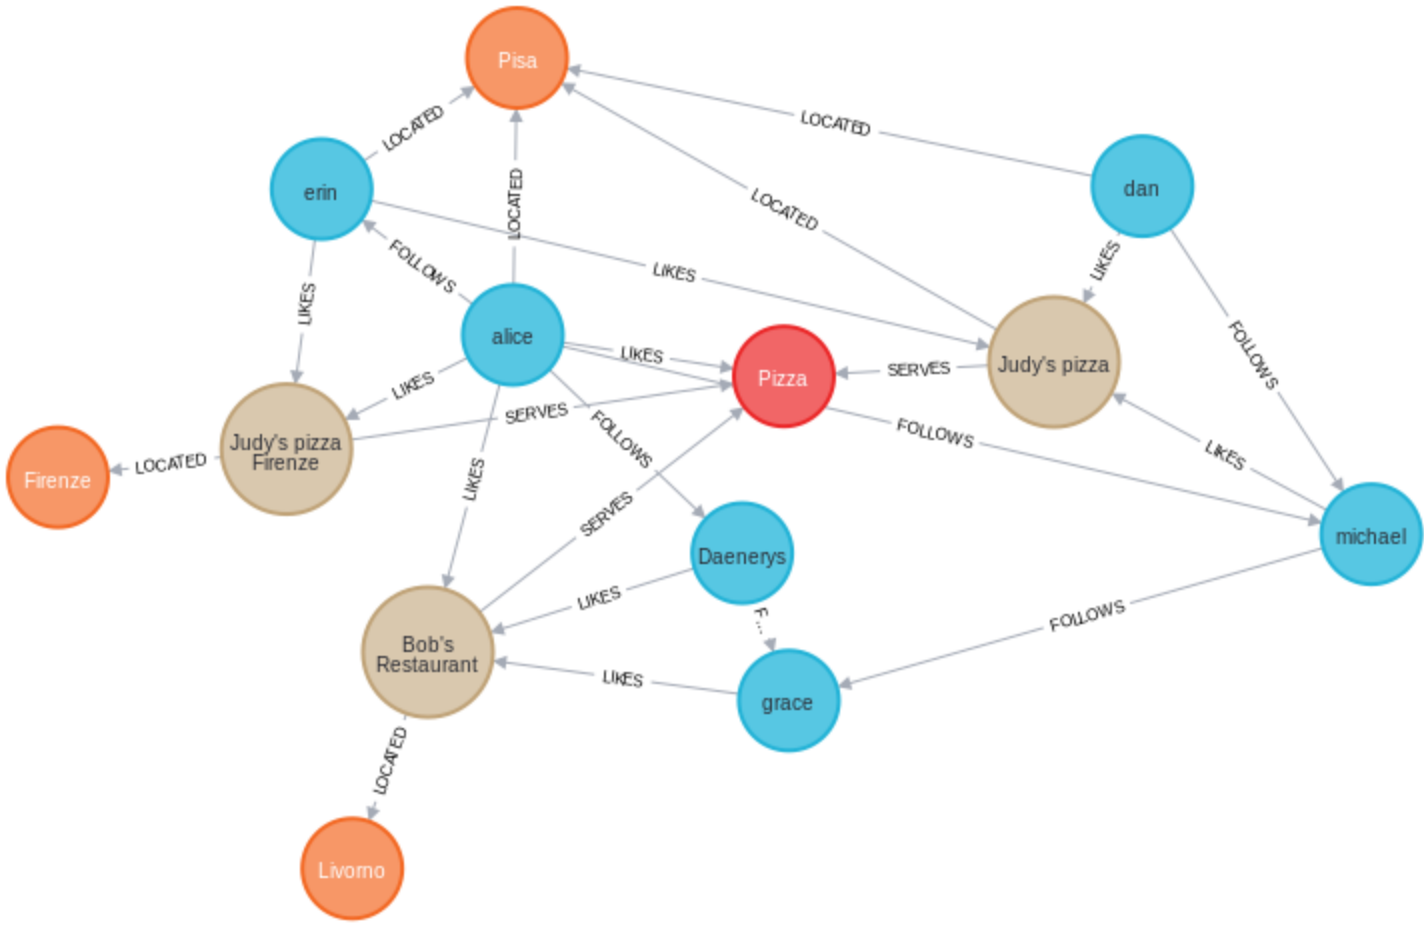 Pisa
LOCATED
LOCATED
dan
erin
LOCATED
LOCATED
FOLLOWS
LIKES
LIKES
LIKES
alice
LIKES
Pizza
SERVES
Judy's pizza
FOLLOWS
LIKES
SERVES
FOLLOWS
FOLLOWS
LIKES
Judy's pizza
Firenze
LOCATED
Firenze
LIKES
SERVES
Daenerys
michael
LIKES
F...
FOLLOWS
Bob's
Restaurant
LIKES
grace
LOCATED
Livorno